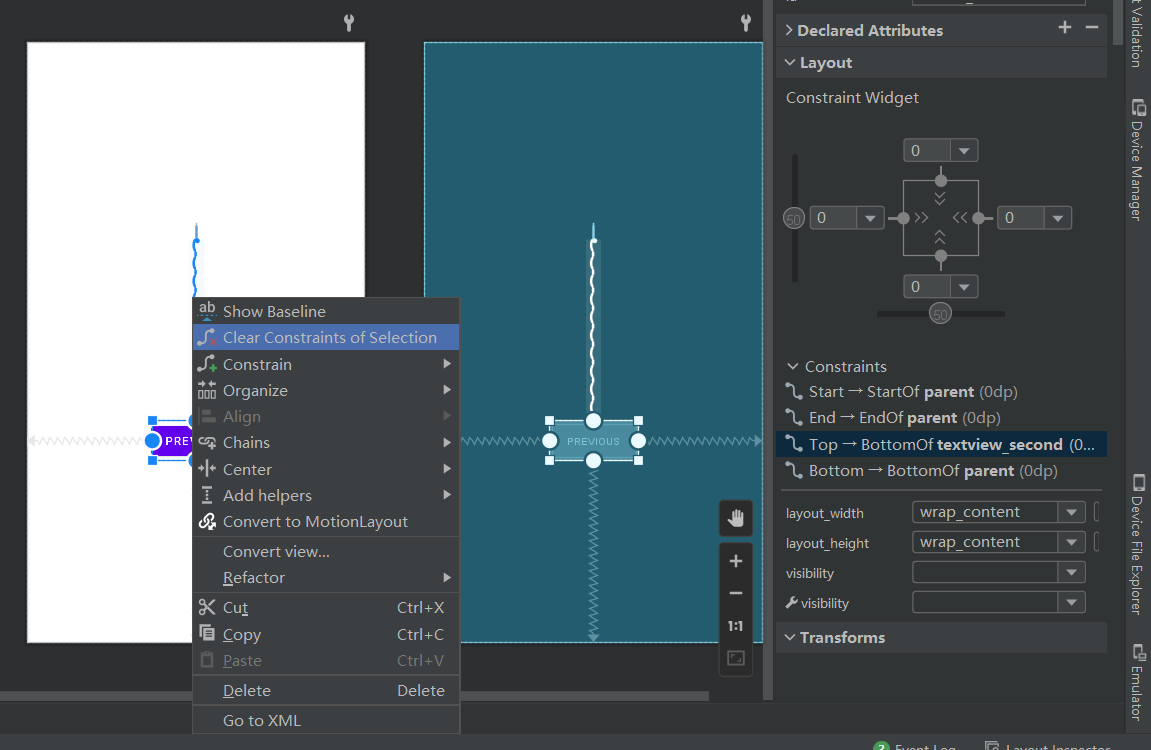 Declared Attributes
Layout
Constraint Widget
0
50
0
0
0
50
Constraints
Start → StartOf parent (0dp)
End → EndOf parent (0dp)
Top → BottomOf textview_second (0...
Bottom → BottomOf parent (0dp)
layout_width
wrap_content
layout_height
wrap_content
visibility
visibility
Transforms
ab
Show Baseline
Clear Constraints of Selection
Constrain
Organize
Align
Chains
Center
Add helpers
Convert to MotionLayout
Convert view...
Refactor
Cut Ctrl+X
Copy Ctrl+C
Paste Ctrl+V
Delete Delete
Go to XML
PREV
PREVIOUS
1:1
t Validation
Device Manager
Device File Explorer
Emulator
2 Event Log
Layout Inspector